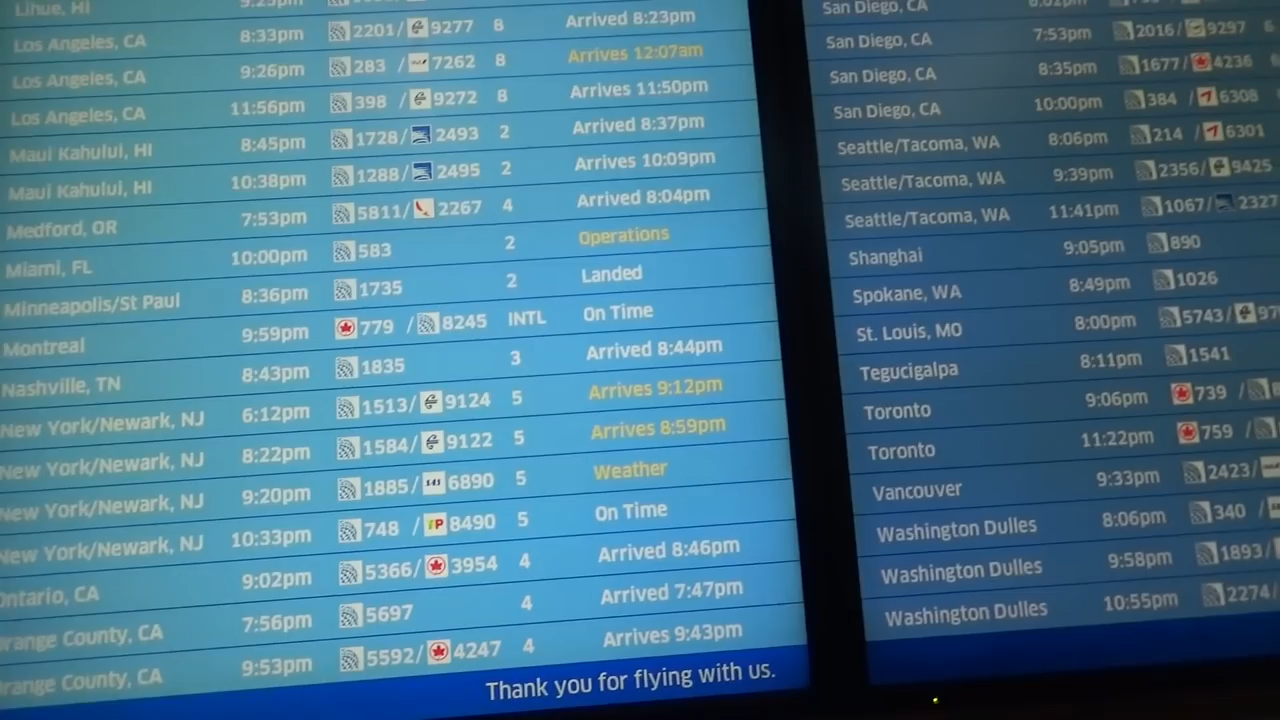 Lihue, HI
Los Angeles, CA 8:33pm 2201/ 9277 8 Arrived 8:23pm
Los Angeles, CA 9:26pm 283 / 7262 8 Arrives 12:07am
Los Angeles, CA 11:56pm 398 / 9272 8 Arrives 11:50pm
Maui Kahului, HI 8:45pm 1728/ 2493 2 Arrived 8:37pm
Maui Kahului, HI 10:38pm 1288/ 2495 2 Arrives 10:09pm
Medford, OR 7:53pm 5811/ 2267 4 Arrived 8:04pm
Miami, FL 10:00pm 583 2 Operations
Minneapolis/St Paul 8:36pm 1735 2 Landed
Montreal 9:59pm 779 / 8245 INTL On Time
Nashville, TN 8:43pm 1835 3 Arrived 8:44pm
New York/Newark, NJ 6:12pm 1513/ 9124 5 Arrives 9:12pm
New York/Newark, NJ 8:22pm 1584/ 9122 5 Arrives 8:59pm
New York/Newark, NJ 9:20pm 1885/ SAS 6890 5 Weather
New York/Newark, NJ 10:33pm 748 / TP 8490 5 On Time
Ontario, CA 9:02pm 5366/ 3954 4 Arrived 8:46pm
Orange County, CA 7:56pm 5697 4 Arrived 7:47pm
Orange County, CA 9:53pm 5592/ 4247 4 Arrives 9:43pm
Thank you for flying with us.
San Diego, CA
San Diego, CA 7:53pm 2016/ 9297
San Diego, CA 8:35pm 1677/ 4236
San Diego, CA 10:00pm 384 / 6308
Seattle/Tacoma, WA 8:06pm 214 / 6301
Seattle/Tacoma, WA 9:39pm 2356/ 9425
Seattle/Tacoma, WA 11:41pm 1067/ 2327
Shanghai 9:05pm 890
Spokane, WA 8:49pm 1026
St. Louis, MO 8:00pm 5743/ 97
Tegucigalpa 8:11pm 1541
Toronto 9:06pm 739 /
Toronto 11:22pm 759 /
Vancouver 9:33pm 2423/
Washington Dulles 8:06pm 340 /
Washington Dulles 9:58pm 1893/
Washington Dulles 10:55pm 2274/